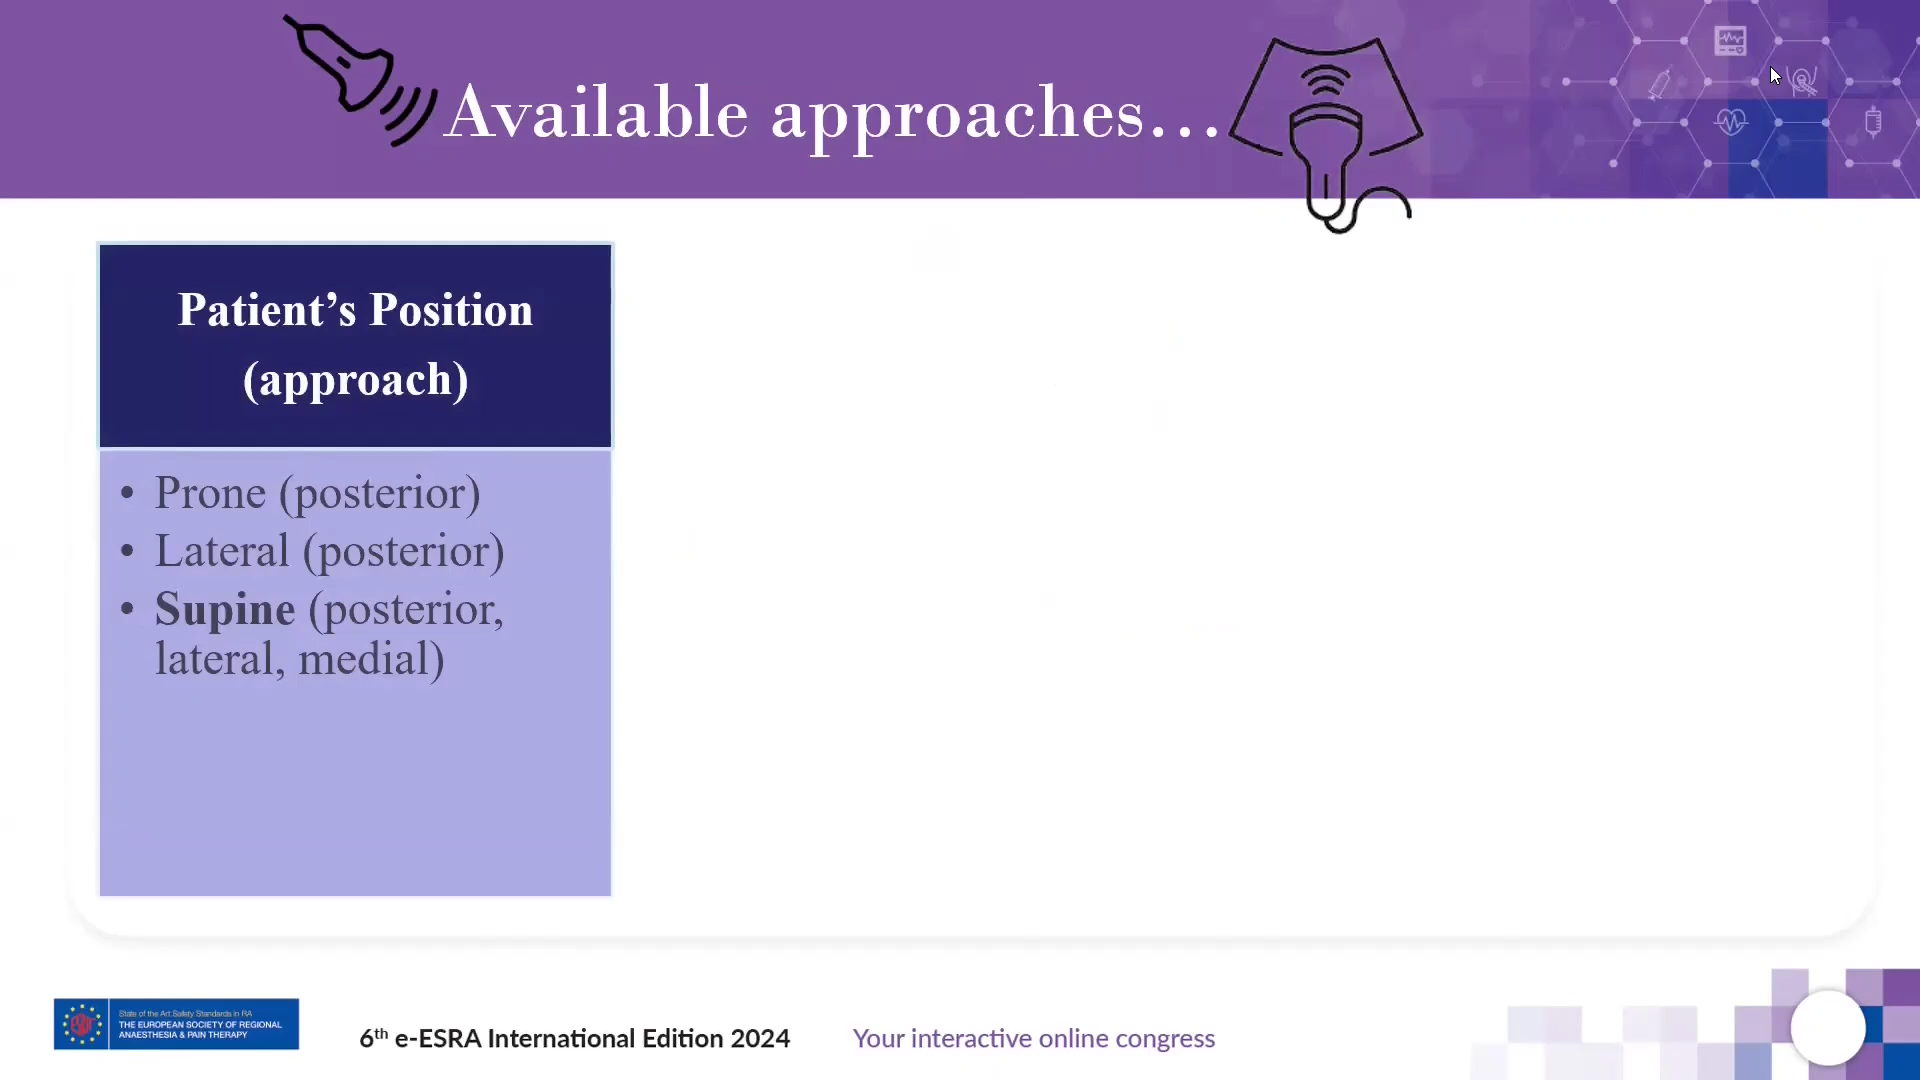 Available approaches...
Patient’s Position
(approach)
• Prone (posterior)
• Lateral (posterior)
• Supine (posterior,
lateral, medial)
State of the Art Safety Standards in RA
THE EUROPEAN SOCIETY OF REGIONAL
ANAESTHESIA & PAIN THERAPY
6th e-ESRA International Edition 2024
Your interactive online congress